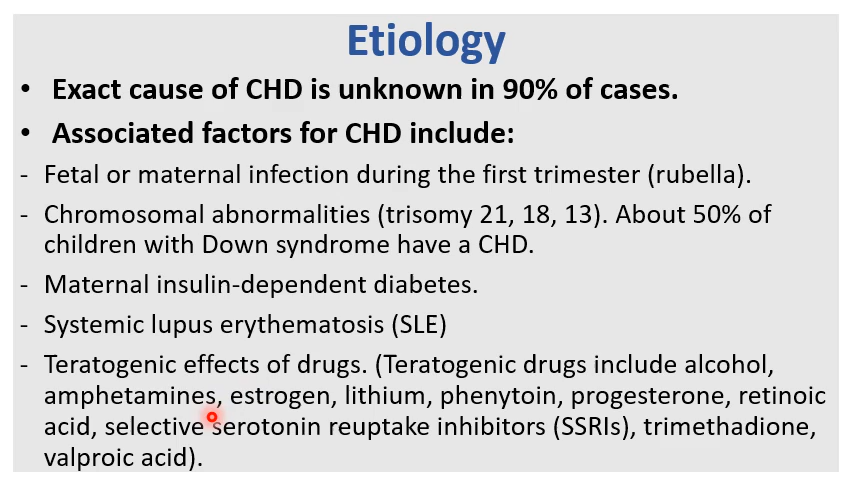 Etiology
• Exact cause of CHD is unknown in 90% of cases.
• Associated factors for CHD include:
- Fetal or maternal infection during the first trimester (rubella).
- Chromosomal abnormalities (trisomy 21, 18, 13). About 50% of
children with Down syndrome have a CHD.
- Maternal insulin-dependent diabetes.
- Systemic lupus erythematosis (SLE)
- Teratogenic effects of drugs. (Teratogenic drugs include alcohol,
amphetamines, estrogen, lithium, phenytoin, progesterone, retinoic
acid, selective serotonin reuptake inhibitors (SSRIs), trimethadione,
valproic acid).